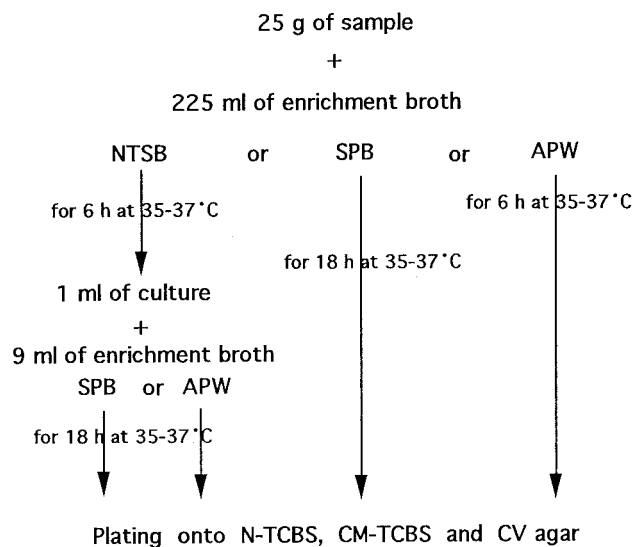 25 g of sample
+
225 ml of enrichment broth
NTSB or SPB or APW
for 6 h at 35-37˚C
for 6 h at 35-37˚C
for 18 h at 35-37˚C
1 ml of culture
+
9 ml of enrichment broth
SPB or APW
for 18 h at 35-37˚C
Plating onto N-TCBS, CM-TCBS and CV agar